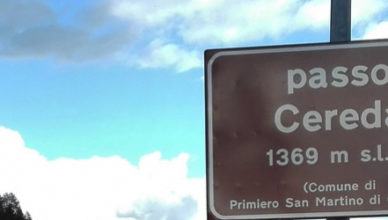 passo
Cereda
1369 m s.l.
(Comune di
Primiero San Martino di